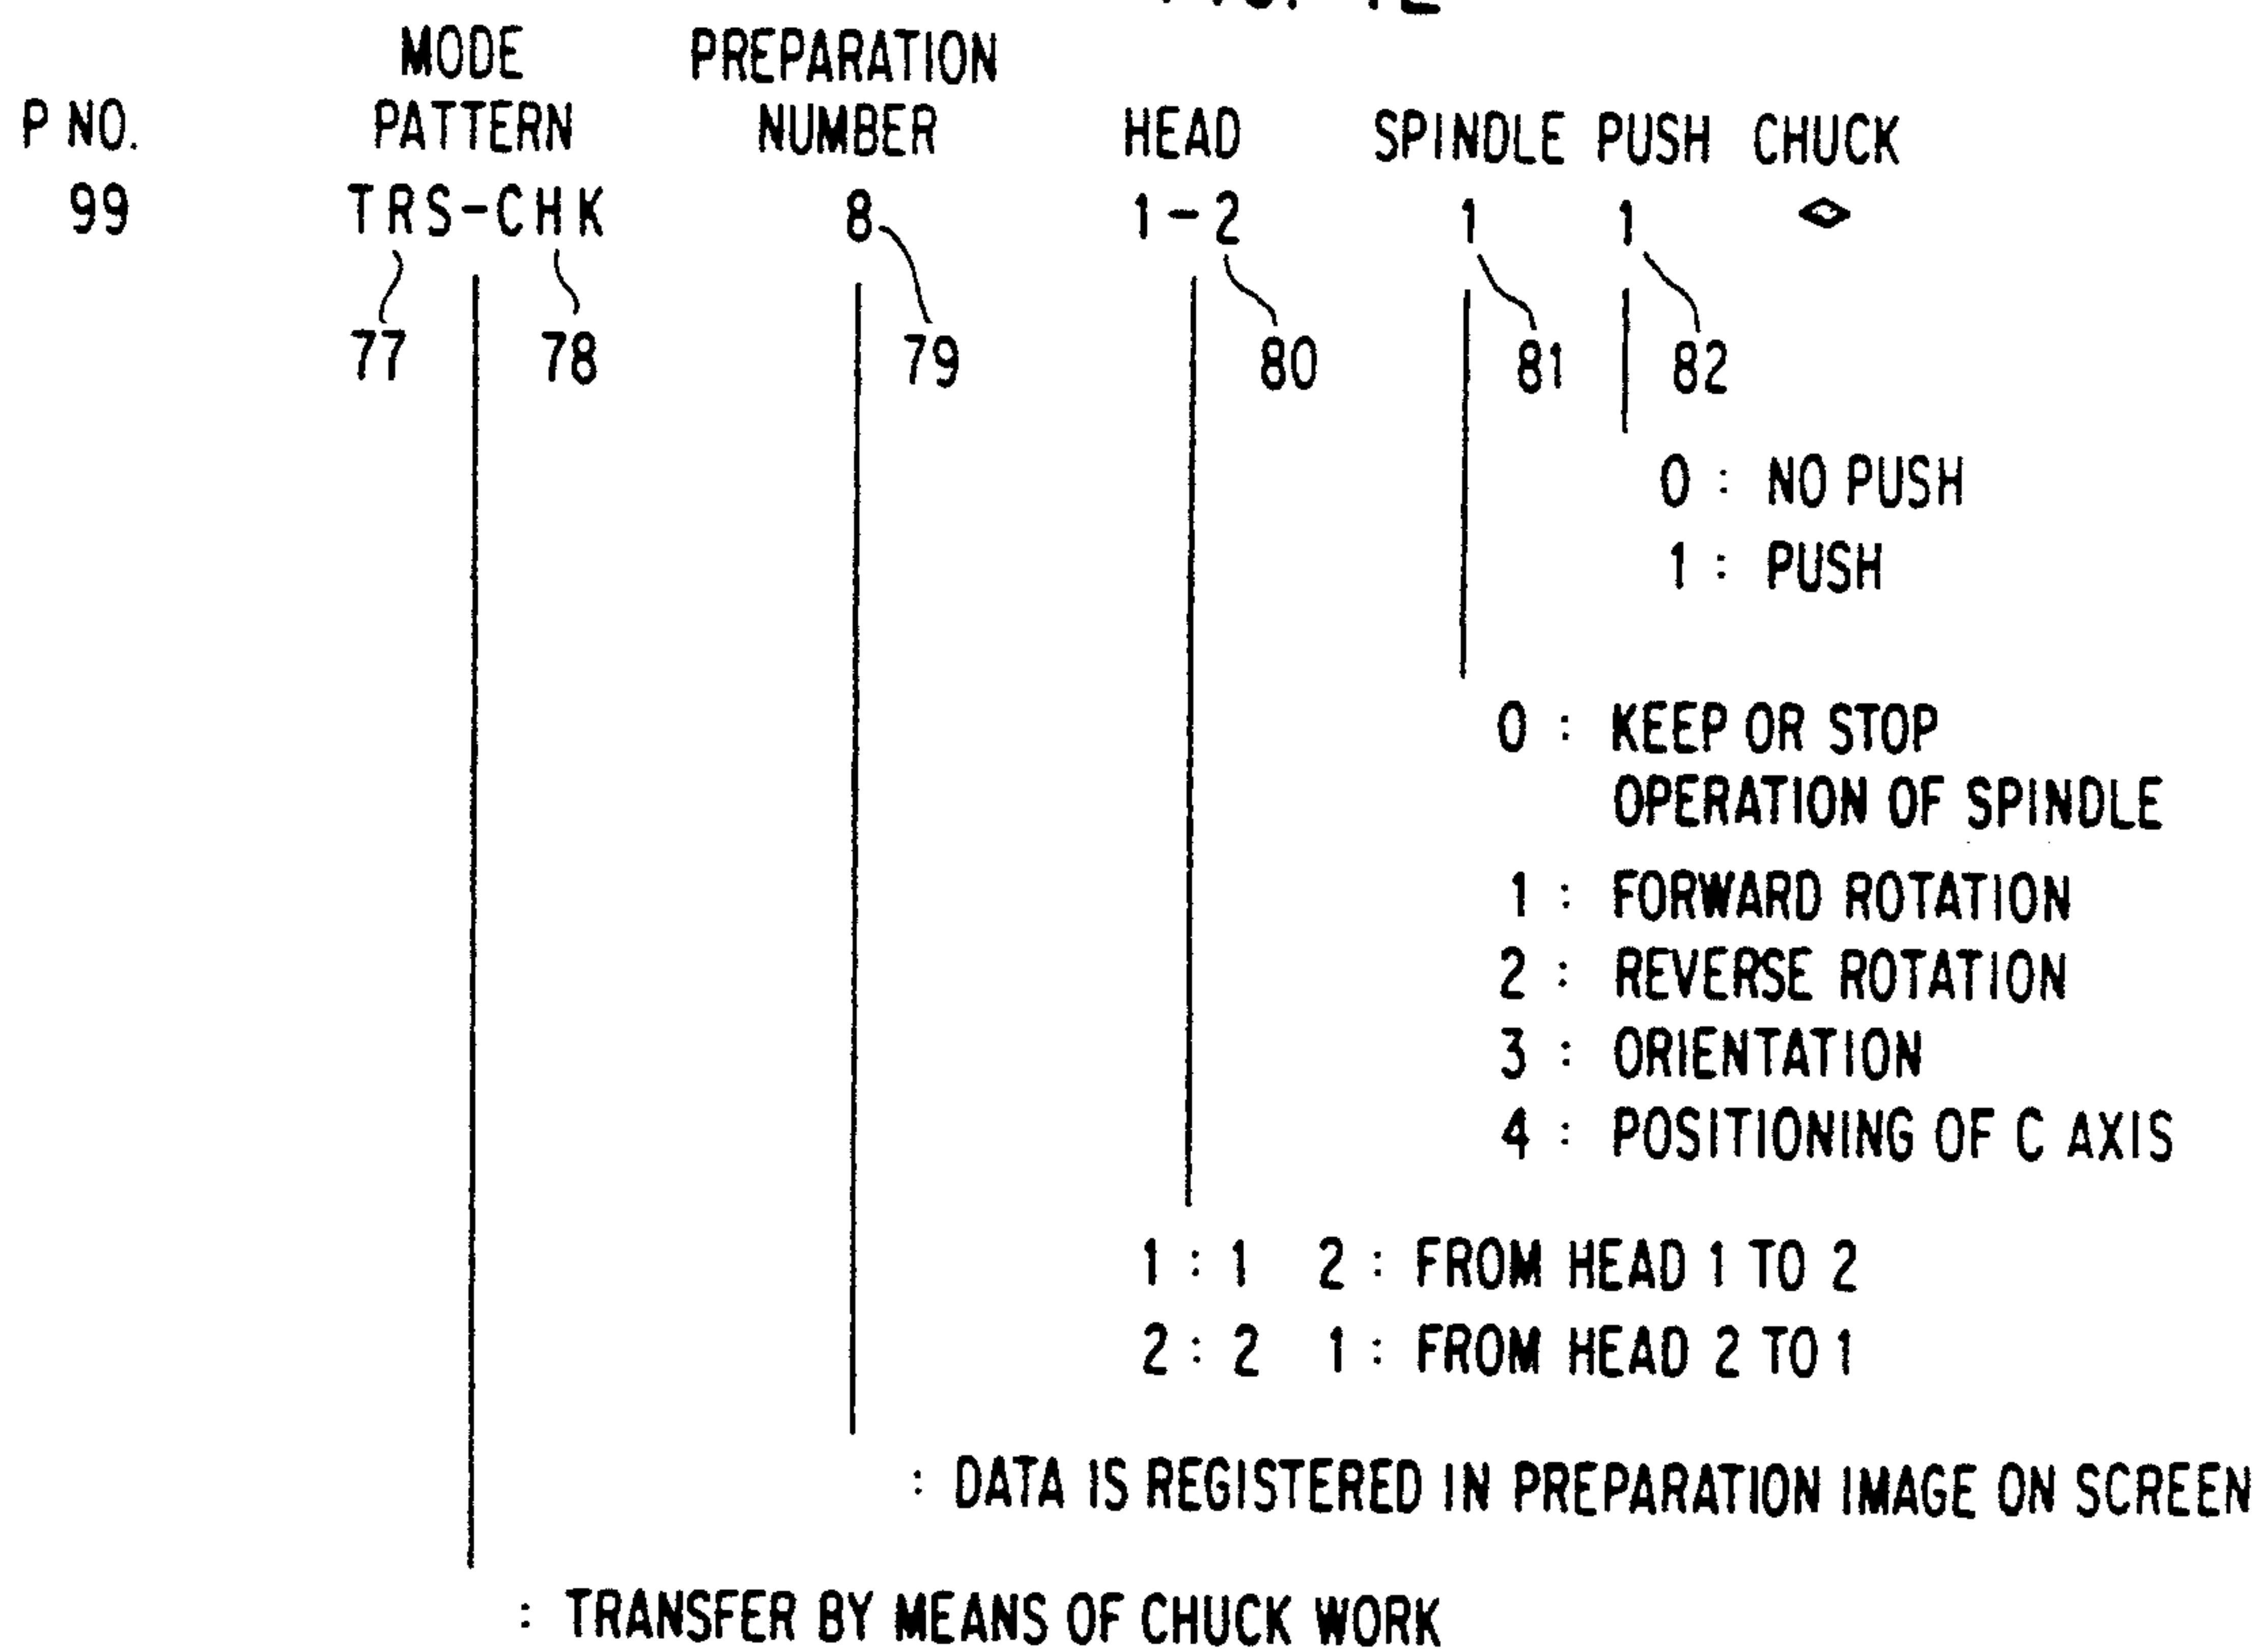 MODE PREPARATION
P NO. PATTERN NUMBER HEAD SPINDLE PUSH CHUCK
99 TRS-CHK 8 1-2 1 1 ◇
77 78 79 80 81 82
0 : NO PUSH
1 : PUSH
0 : KEEP OR STOP
OPERATION OF SPINDLE
1 : FORWARD ROTATION
2 : REVERSE ROTATION
3 : ORIENTATION
4 : POSITIONING OF C AXIS
1 : 1 2 : FROM HEAD 1 TO 2
2 : 2 1 : FROM HEAD 2 TO 1
: DATA IS REGISTERED IN PREPARATION IMAGE ON SCREEN
: TRANSFER BY MEANS OF CHUCK WORK